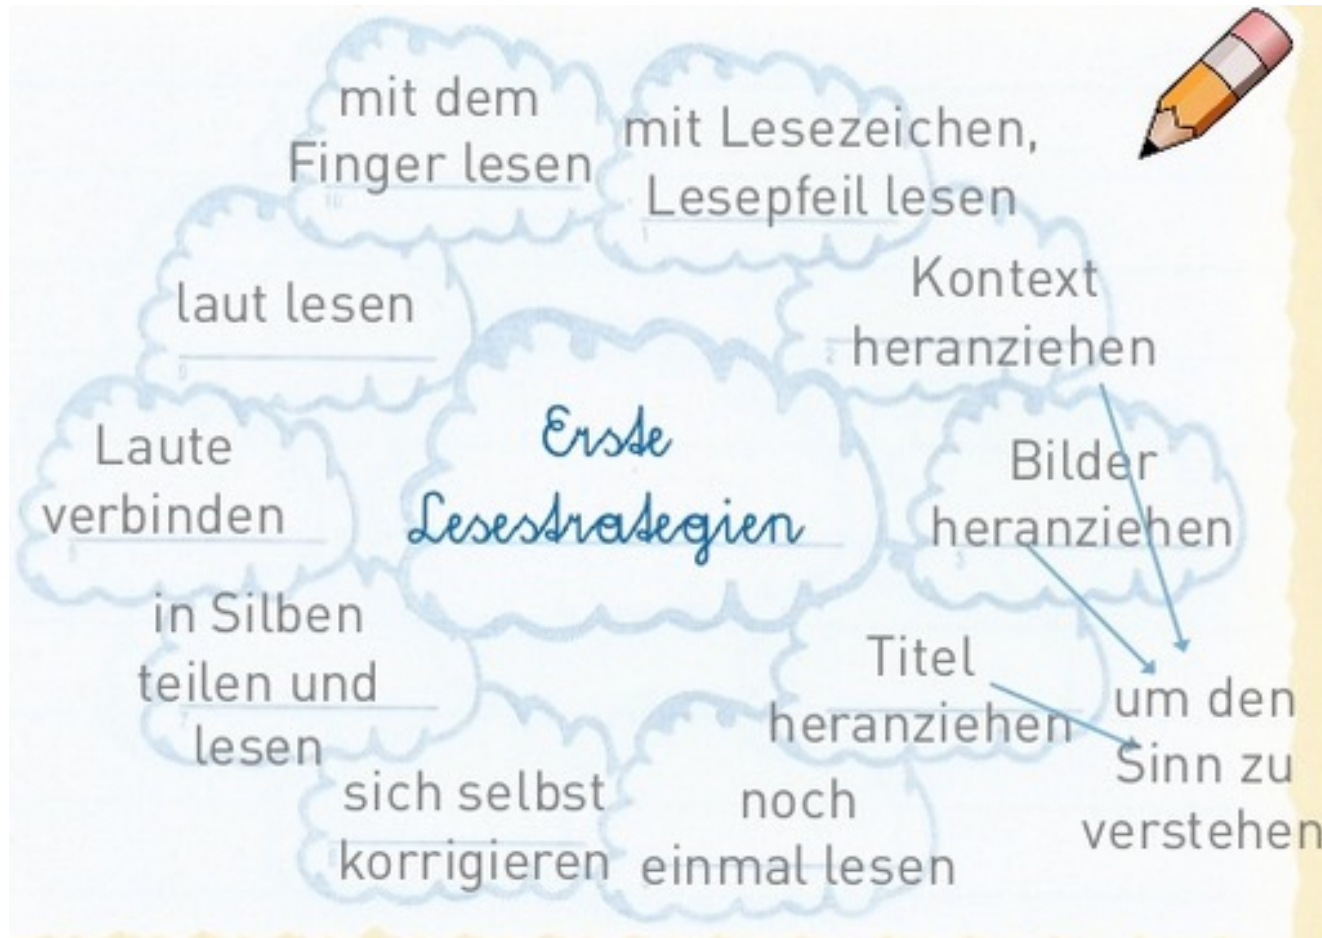 mit dem
Finger lesen
mit Lesezeichen,
Lesepfeil lesen
laut lesen
Kontext
heranziehen
Laute
verbinden
Erste
Lesestrategien
Bilder
heranziehen
in Silben
teilen und
lesen
Titel
heranziehen
um den
Sinn zu
verstehen
sich selbst
korrigieren
noch
einmal lesen